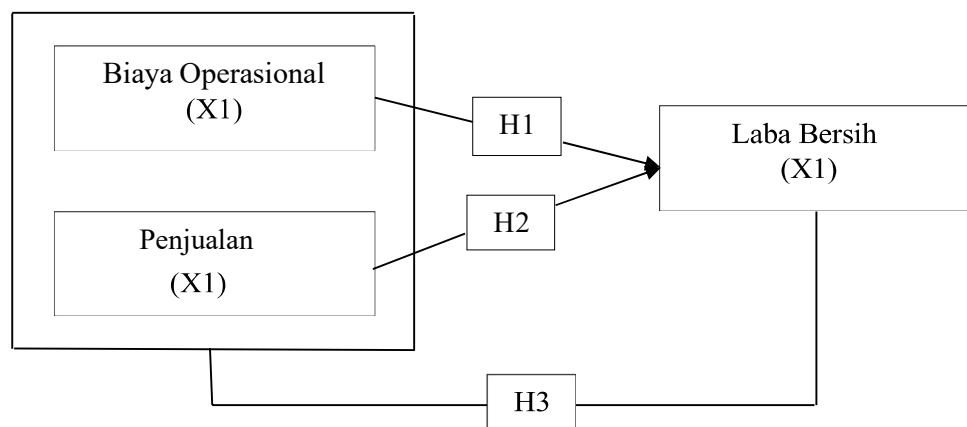 Biaya Operasional
(X1)
H1
Laba Bersih
(X1)
H2
Penjualan
(X1)
H3